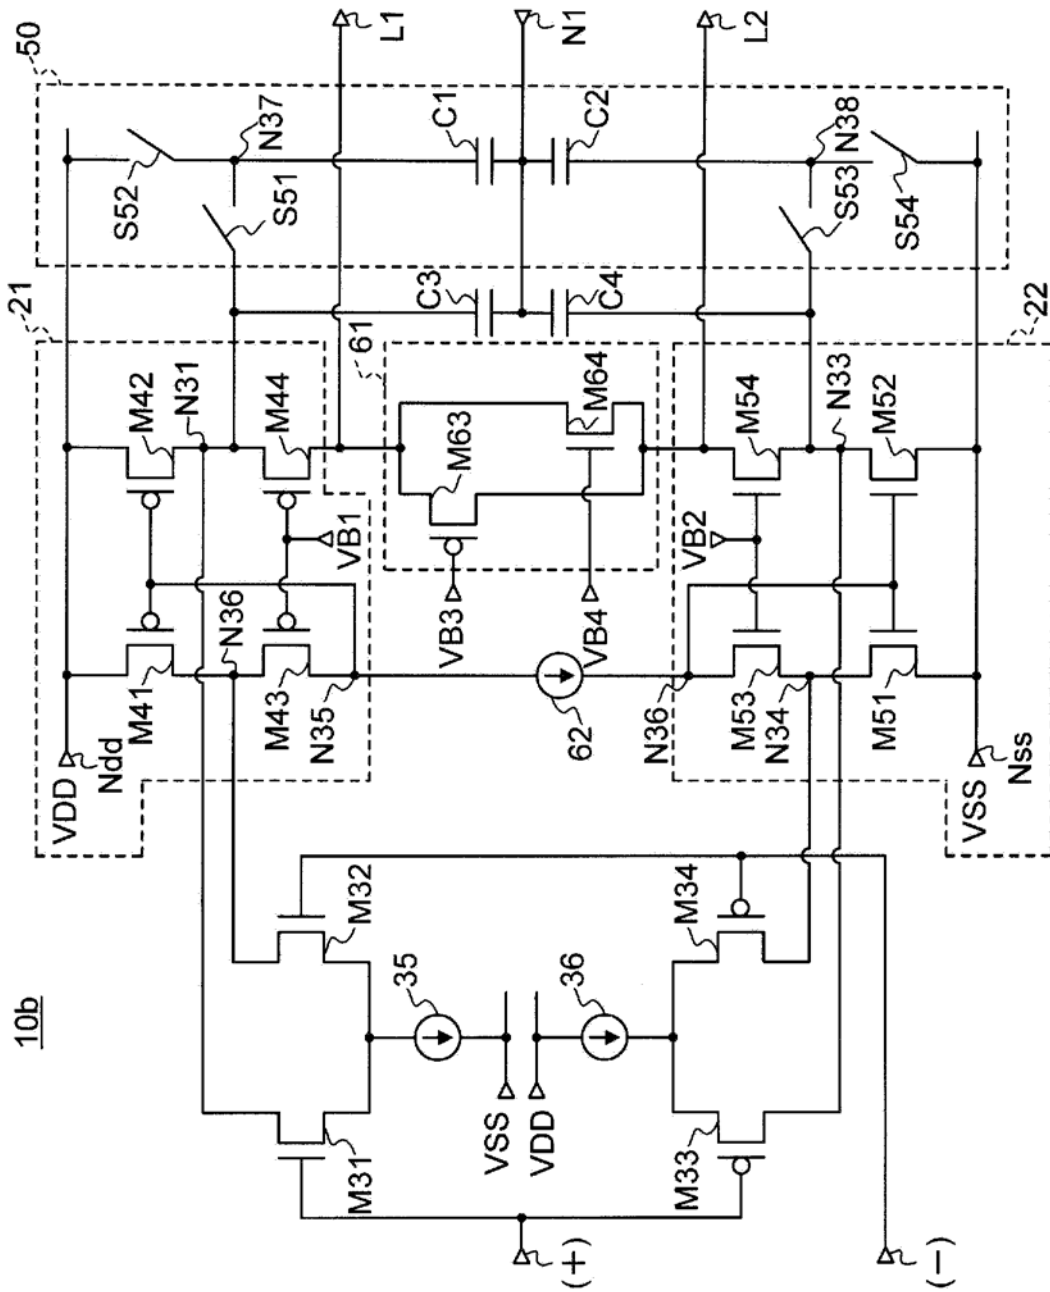 10b
50
21
61
22
L1
N1
L2
N37
N38
C1
C2
S52
S51
S53
S54
C3
C4
M42
N31
M44
M63
M64
M54
N33
M52
VB1
VB2
VB3
VB4
M41
N36
M43
N35
62
N36
M53
N34
M51
VDD
Ndd
VSS
Nss
M32
M34
35
36
VSS
VDD
M31
M33
(+)
(−)